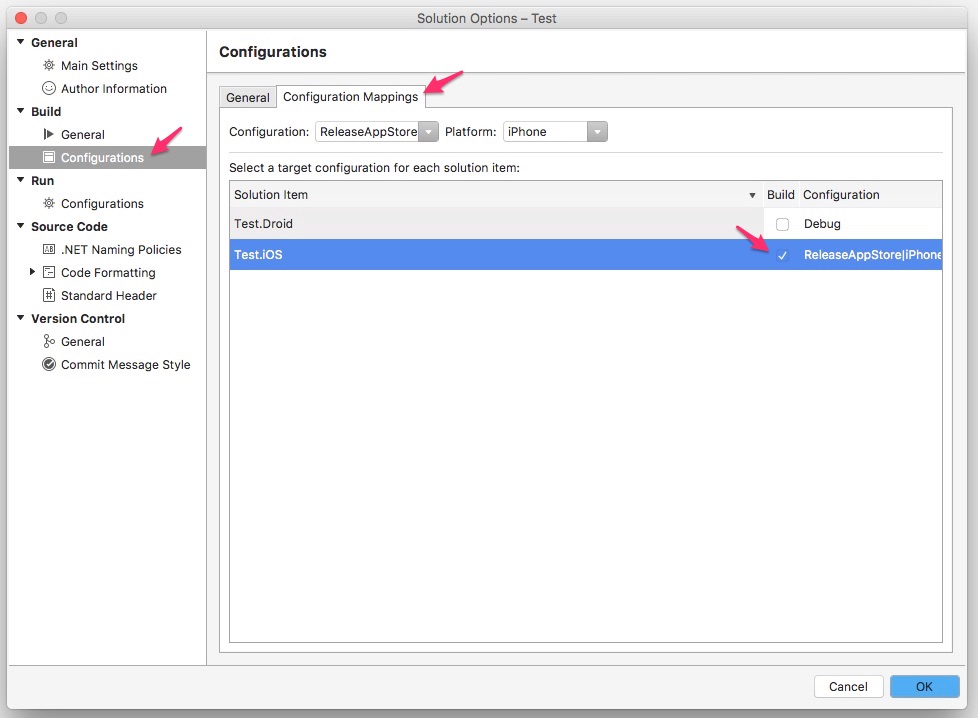 Solution Options – Test
General
Main Settings
Author Information
Build
General
Configurations
Run
Configurations
Source Code
.NET Naming Policies
Code Formatting
Standard Header
Version Control
General
Commit Message Style
Configurations
General Configuration Mappings
Configuration: ReleaseAppStore Platform: iPhone
Select a target configuration for each solution item:
Solution Item Build Configuration
Test.Droid Debug
Test.iOS ReleaseAppStore|iPhone
Cancel OK